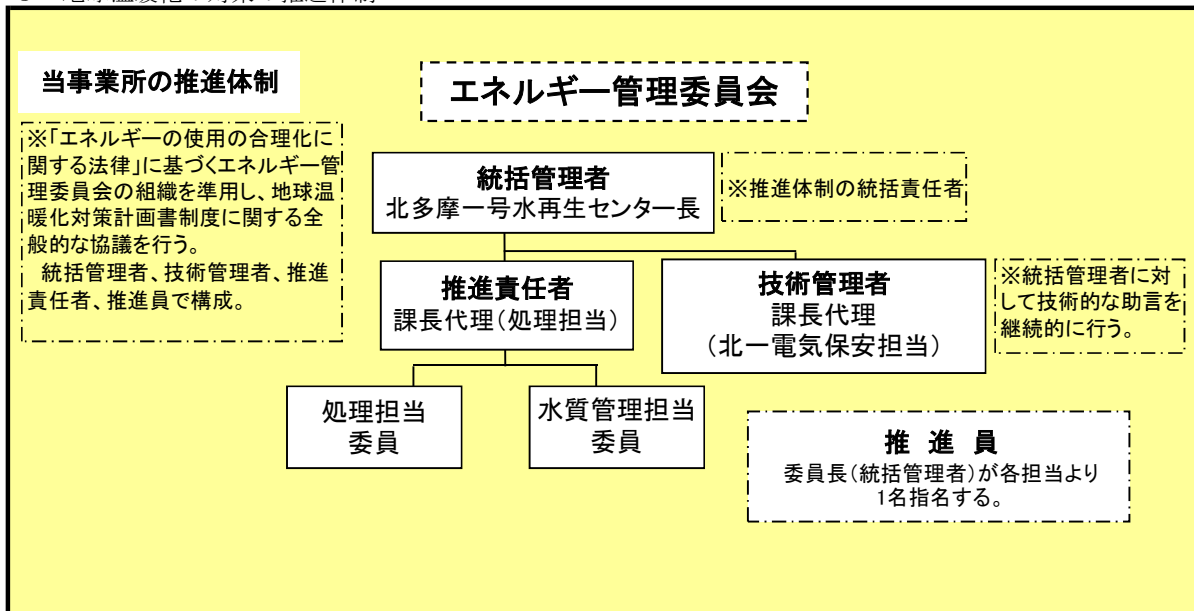 当事業所の推進体制
エネルギー管理委員会
※「エネルギーの使用の合理化に
関する法律」に基づくエネルギー管
理委員会の組織を準用し、地球温
暖化対策計画書制度に関する全
般的な協議を行う。
統括管理者、技術管理者、推進
責任者、推進員で構成。
統括管理者
北多摩一号水再生センター長
※推進体制の統括責任者
推進責任者
課長代理（処理担当）
技術管理者
課長代理
（北一電気保安担当）
※統括管理者に対
して技術的な助言を
継続的に行う。
処理担当
委員
水質管理担当
委員
推 進 員
委員長（統括管理者）が各担当より
1名指名する。